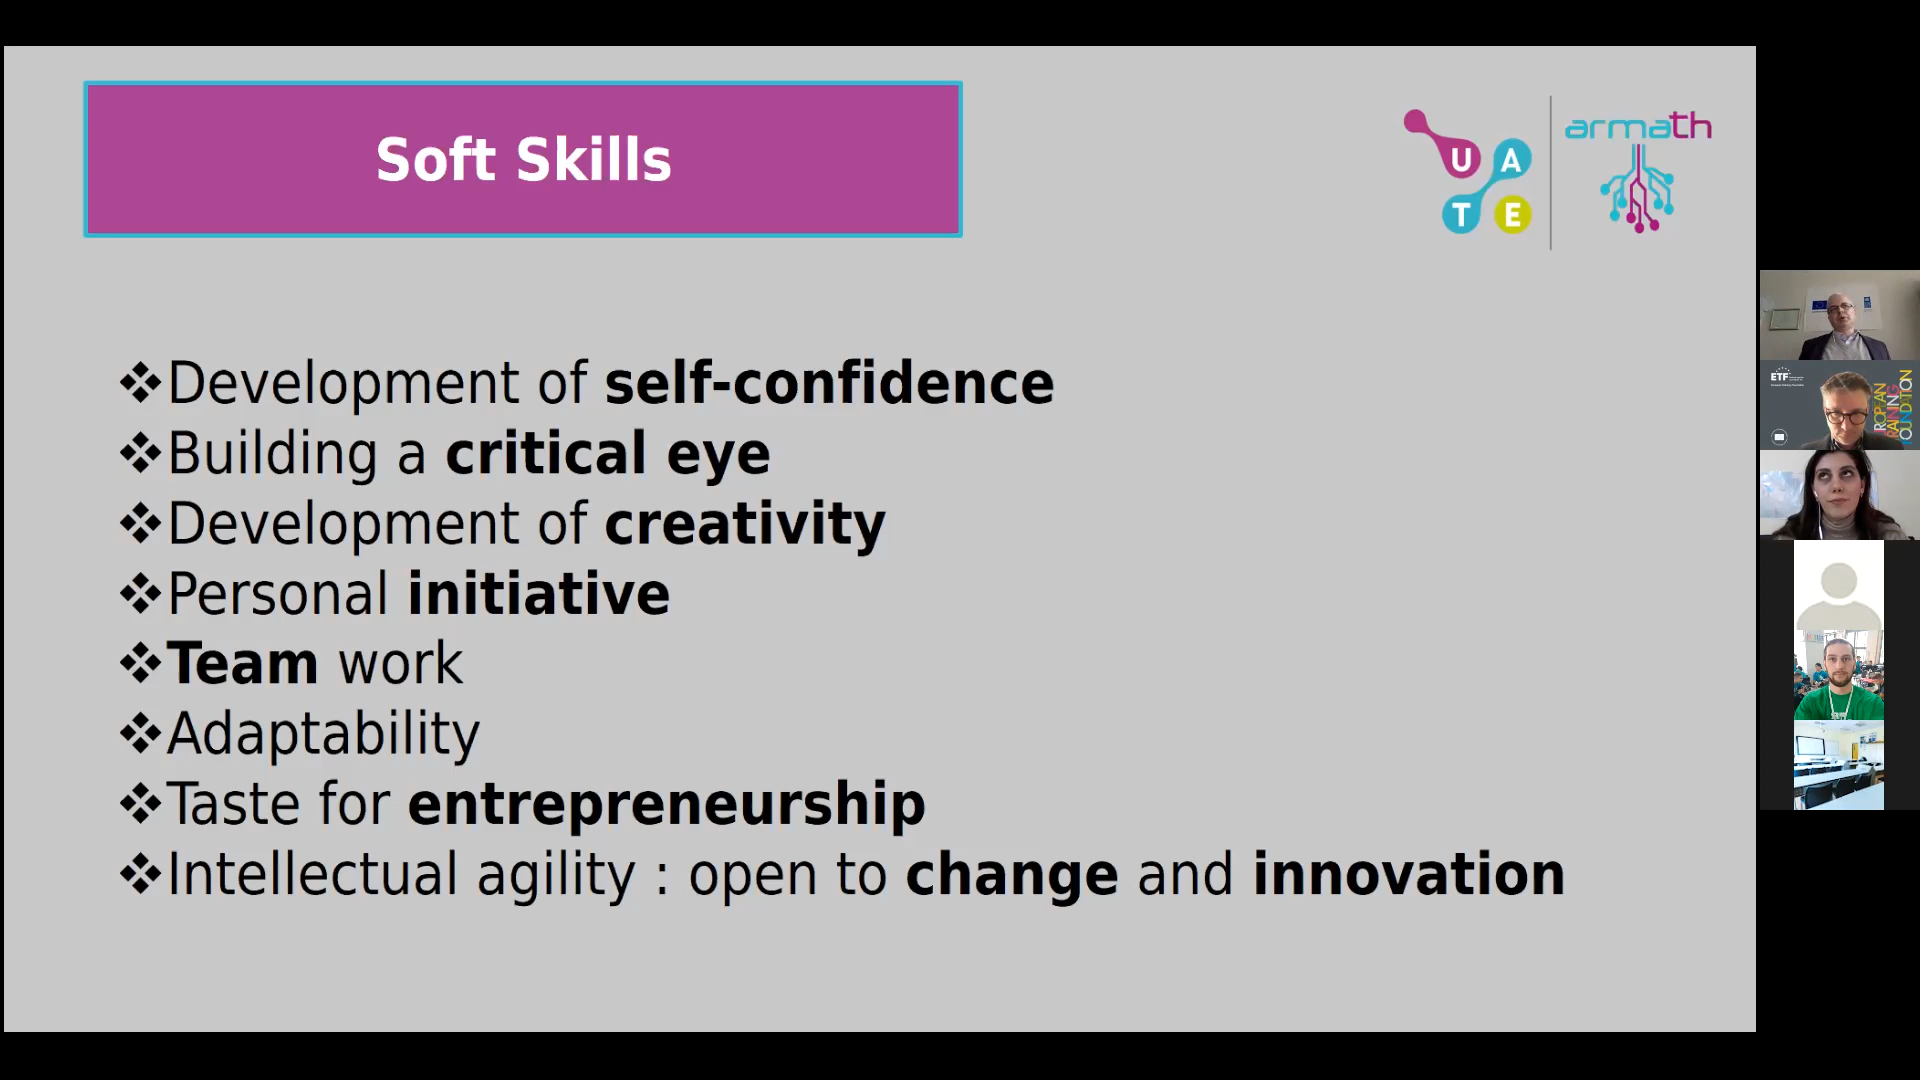 Soft Skills
U A
T E
armath
❖Development of self-confidence
❖Building a critical eye
❖Development of creativity
❖Personal initiative
❖Team work
❖Adaptability
❖Taste for entrepreneurship
❖Intellectual agility : open to change and innovation
ETF